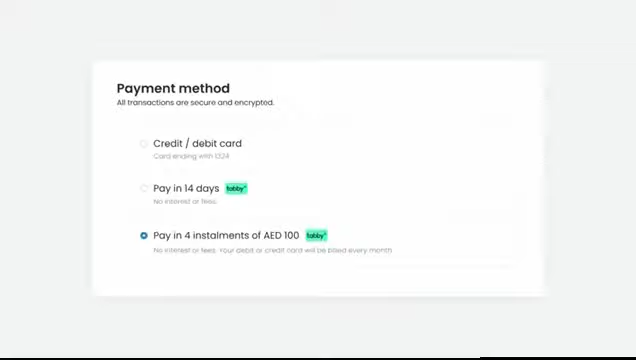 Payment method
All transactions are secure and encrypted.
Credit / debit card
Card ending with 1324
Pay in 14 days tabby
No interest or fees.
Pay in 4 instalments of AED 100 tabby
No interest or fees. Your debit or credit card will be billed every month